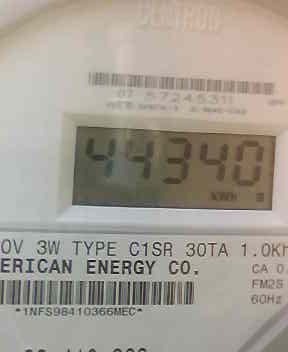 CENTRON
07 57245311
44340
KWH
0V 3W TYPE C1SR 30TA 1.0Kh
ERICAN ENERGY CO.
CA 0.
FM2S
60Hz
*1NFS98410366MEC*